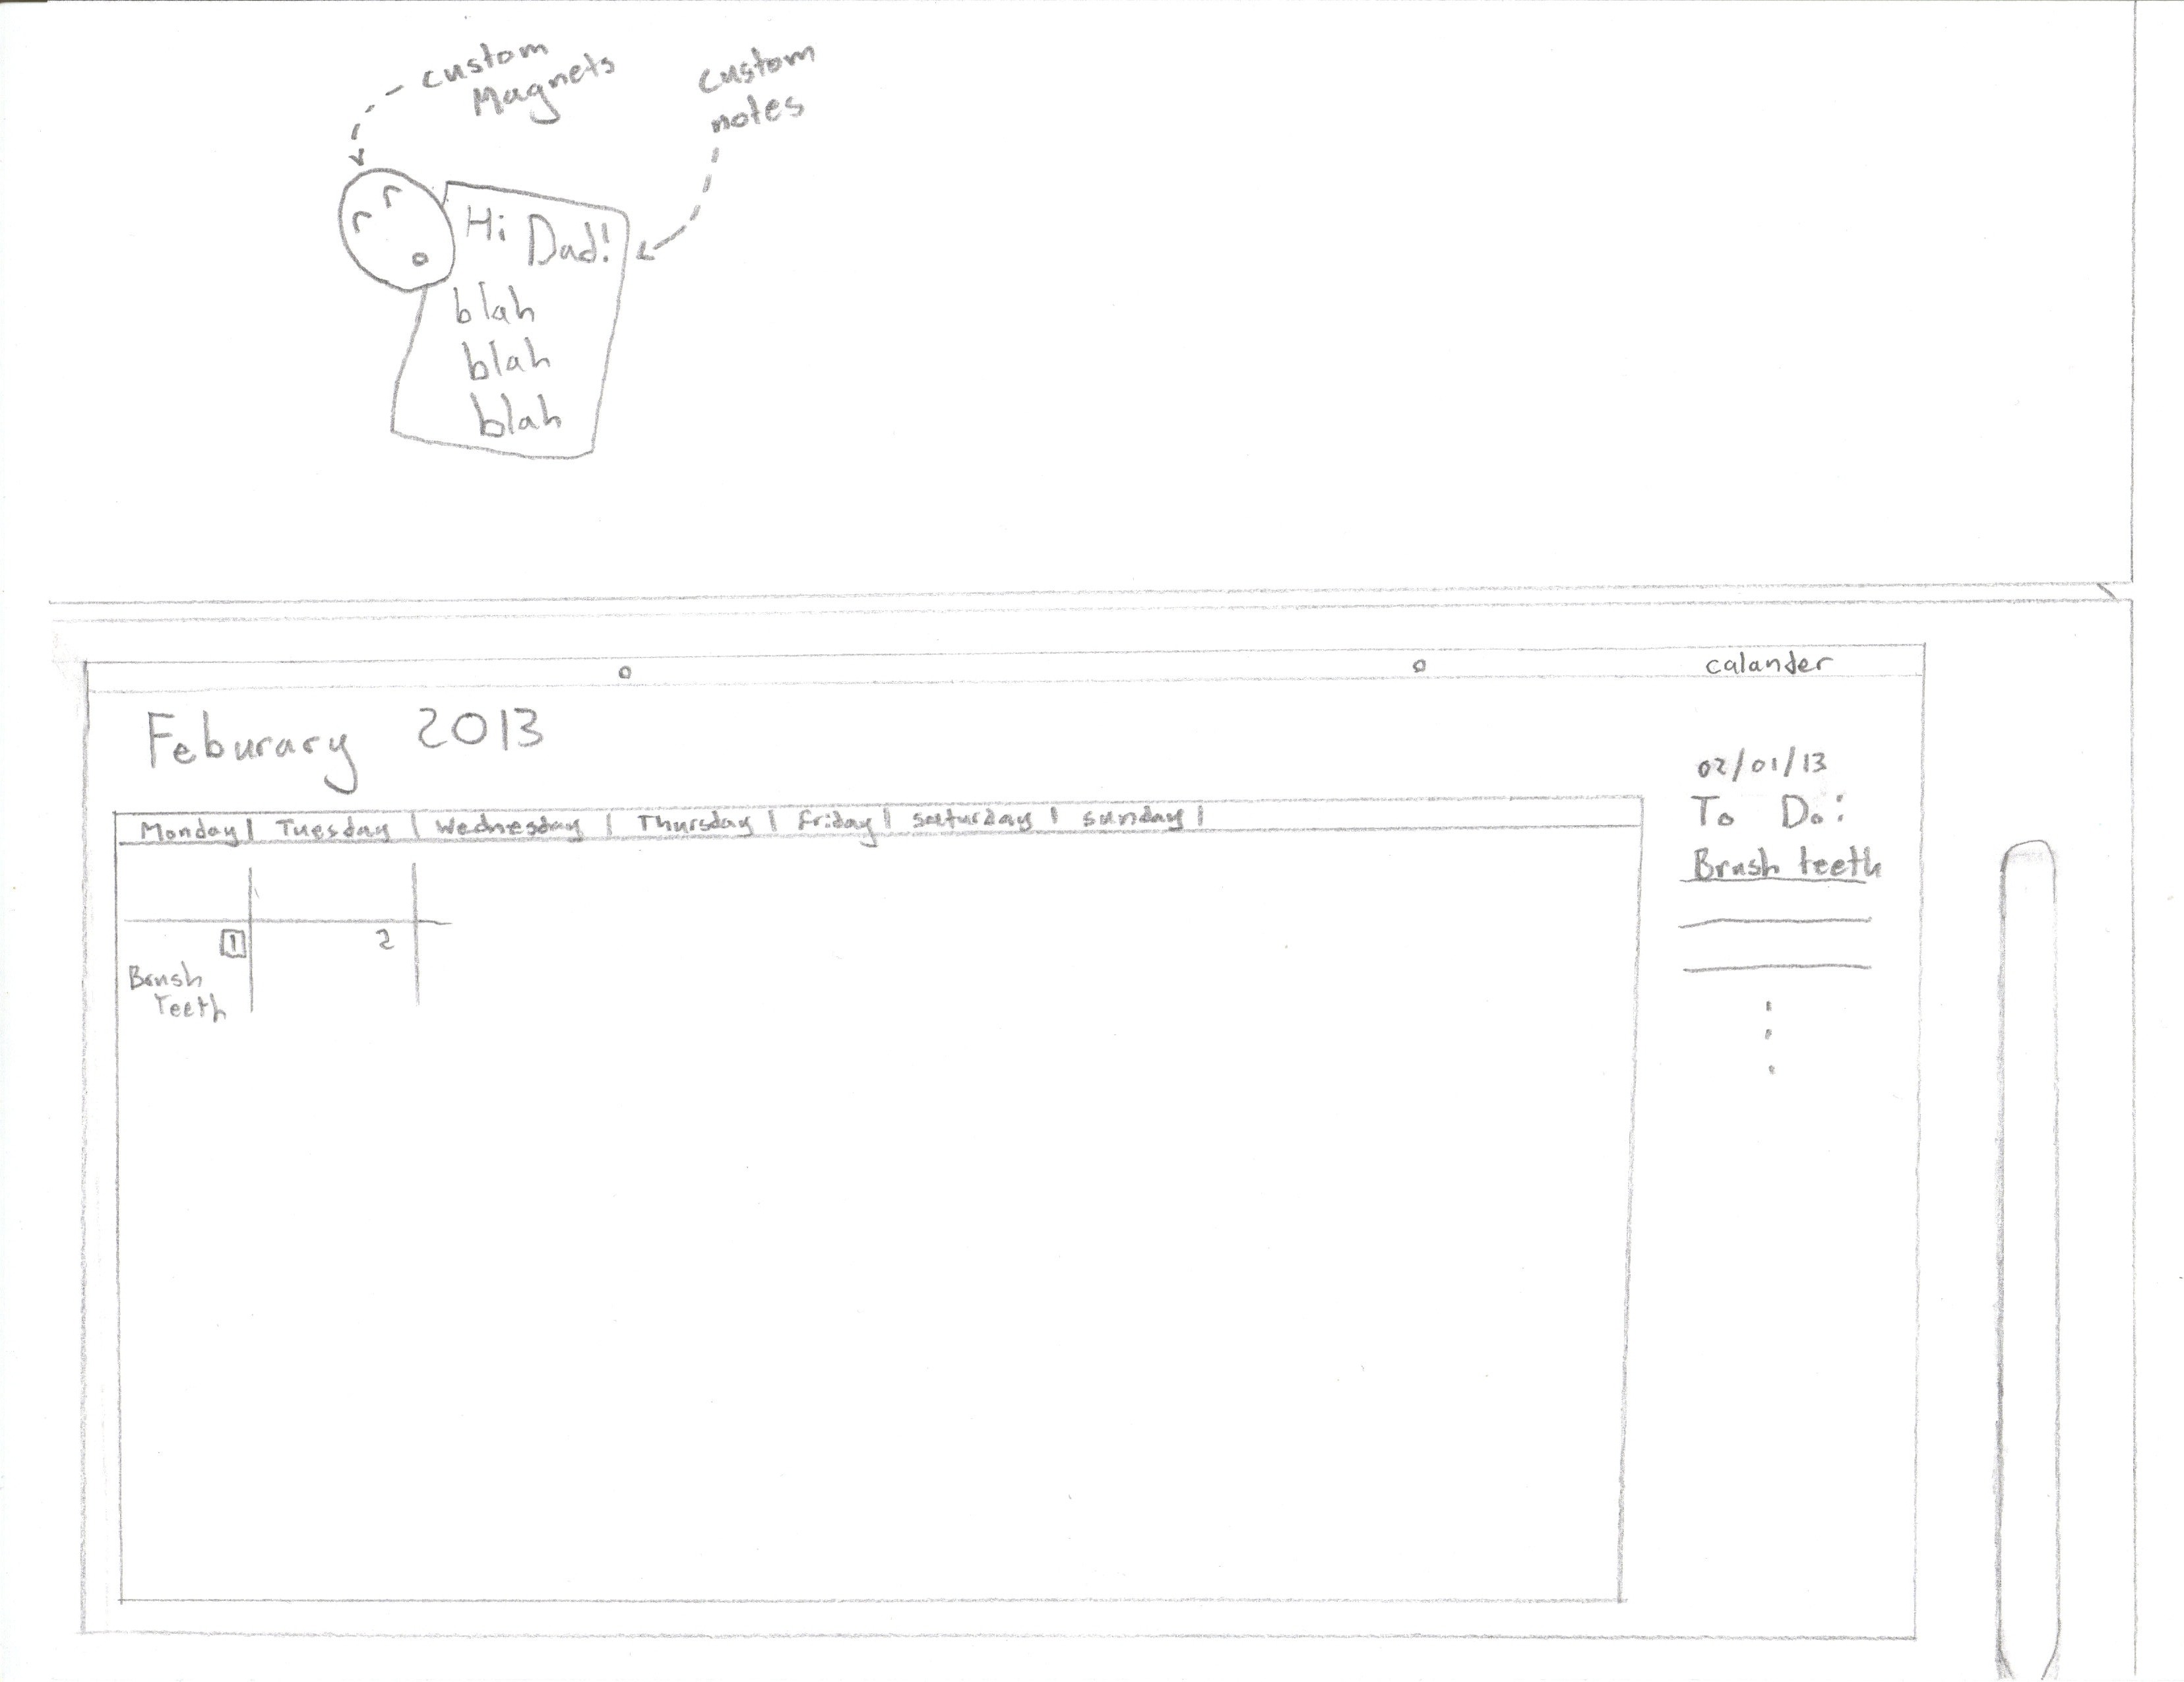 custom
Magnets
custom
notes
Hi Dad!
blah
blah
blah
calander
Feburary 2013
02/01/13
To Do:
Brush teeth
Monday | Tuesday | Wednesday | Thursday | Friday | Saturday | Sunday |
1 2
Brush
Teeth